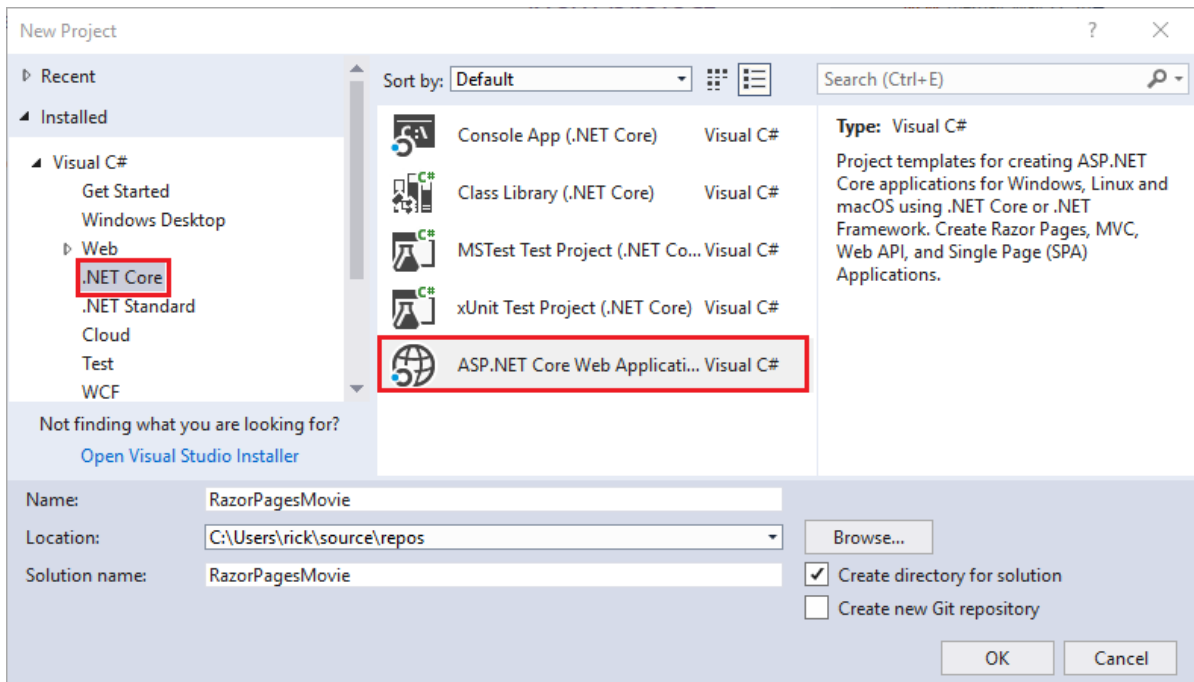 New Project
?
Recent
Installed
Visual C#
Get Started
Windows Desktop
Web
.NET Core
.NET Standard
Cloud
Test
WCF
Not finding what you are looking for?
Open Visual Studio Installer
Sort by: Default
Console App (.NET Core) Visual C#
Class Library (.NET Core) Visual C#
MSTest Test Project (.NET Co... Visual C#
xUnit Test Project (.NET Core) Visual C#
ASP.NET Core Web Applicati... Visual C#
Search (Ctrl+E)
Type: Visual C#
Project templates for creating ASP.NET
Core applications for Windows, Linux and
macOS using .NET Core or .NET
Framework. Create Razor Pages, MVC,
Web API, and Single Page (SPA)
Applications.
Name: RazorPagesMovie
Location: C:\Users\rick\source\repos
Browse...
Solution name: RazorPagesMovie
Create directory for solution
Create new Git repository
OK Cancel